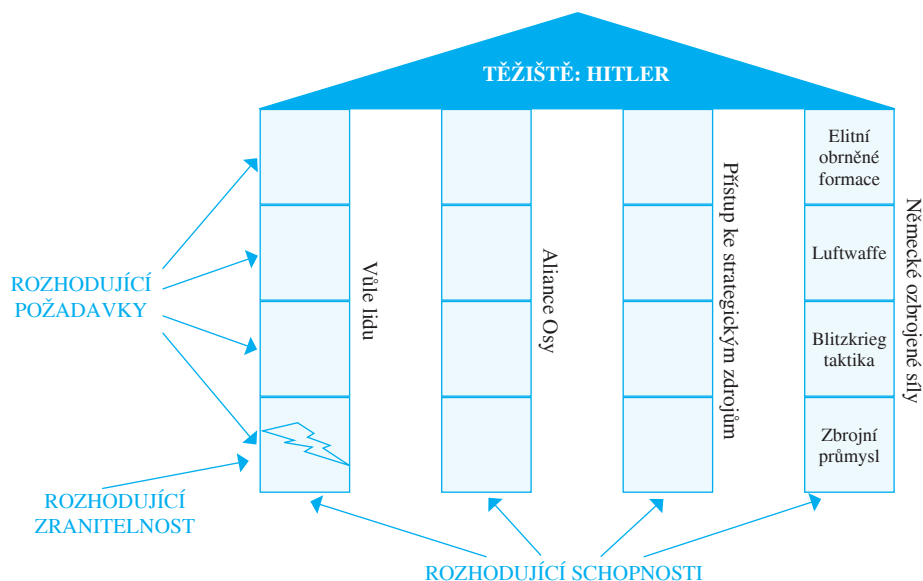 TĚŽIŠTĚ: HITLER
Elitní
obrněné
formace
Luftwaffe
Blitzkrieg
taktika
Zbrojní
průmysl
Vůle lidu
Aliance Osy
Přístup ke strategickým zdrojům
Německé ozbrojené síly
ROZHODUJÍCÍ
POŽADAVKY
ROZHODUJÍCÍ
ZRANITELNOST
ROZHODUJÍCÍ SCHOPNOSTI